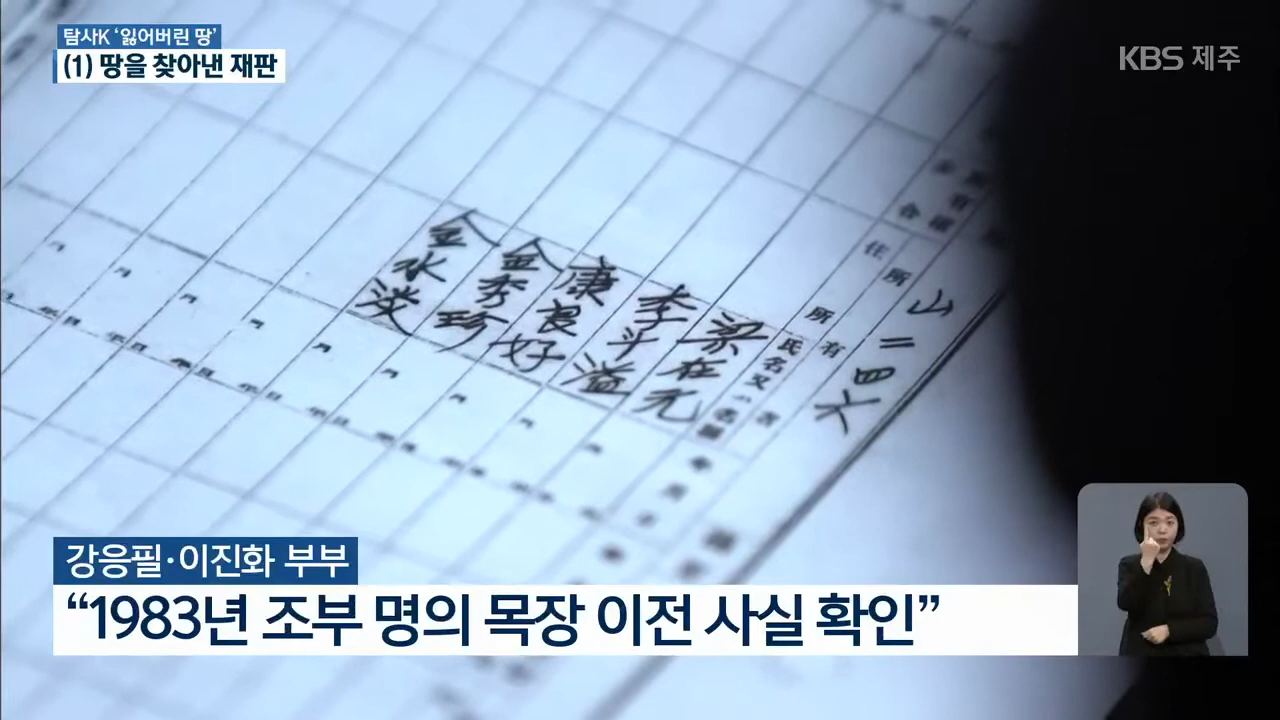 탐사K ‘잃어버린 땅’
(1) 땅을 찾아낸 재판
KBS 제주
山二四六
住所
所有
氏名又八名
梁在元
李斗溢
康良好
金秀珍
金水淡
강응필·이진화 부부
“1983년 조부 명의 목장 이전 사실 확인”